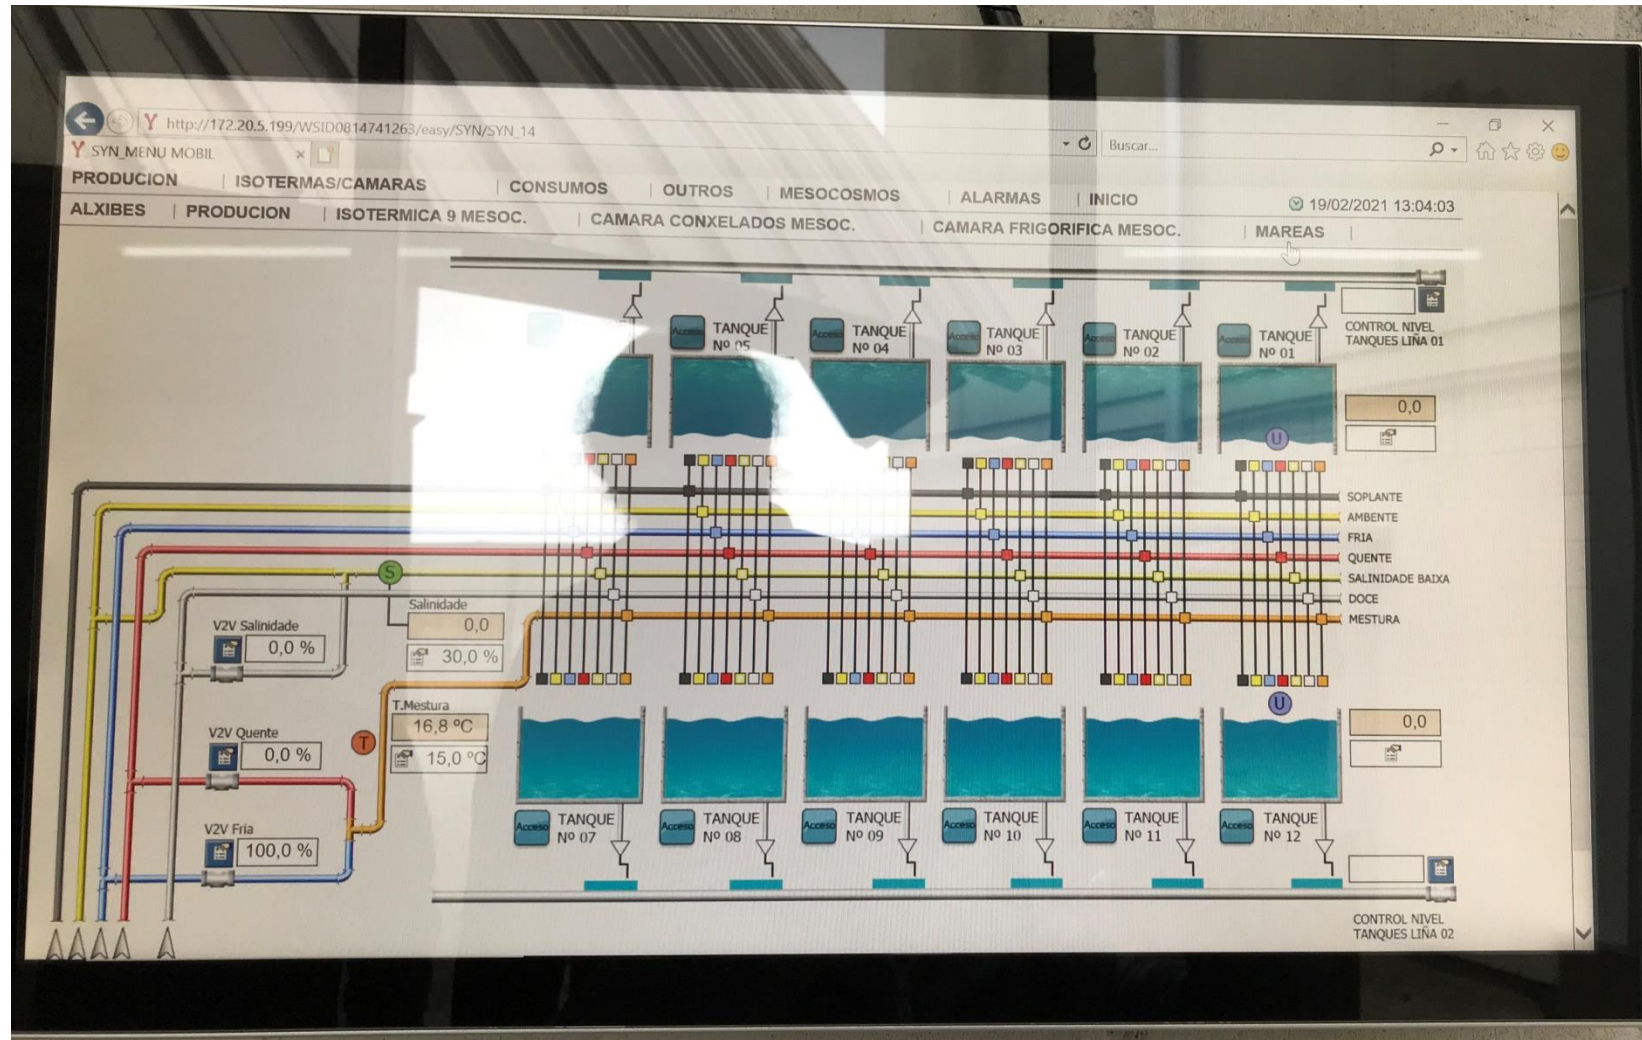 http://172.20.5.199/WSID0814741263/easy/SYN/SYN_14
Buscar...
SYN_MENU MOBIL
PRODUCION | ISOTERMAS/CAMARAS | CONSUMOS | OUTROS | MESOCOSMOS | ALARMAS | INICIO
19/02/2021 13:04:03
ALXIBES | PRODUCION | ISOTERMICA 9 MESOC. | CAMARA CONXELADOS MESOC. | CAMARA FRIGORIFICA MESOC. | MAREAS |
CONTROL NIVEL
TANQUES LIÑA 01
Acceso TANQUE Nº 05
Acceso TANQUE Nº 04
Acceso TANQUE Nº 03
Acceso TANQUE Nº 02
Acceso TANQUE Nº 01
0,0
U
SOPLANTE
AMBENTE
FRIA
QUENTE
SALINIDADE BAIXA
DOCE
MESTURA
S
Salinidade
0,0
30,0 %
V2V Salinidade
0,0 %
T.Mestura
16,8 ºC
15,0 ºC
V2V Quente
0,0 %
T
V2V Fria
100,0 %
U
0,0
Acceso TANQUE Nº 07
Acceso TANQUE Nº 08
Acceso TANQUE Nº 09
Acceso TANQUE Nº 10
Acceso TANQUE Nº 11
Acceso TANQUE Nº 12
CONTROL NIVEL
TANQUES LIÑA 02